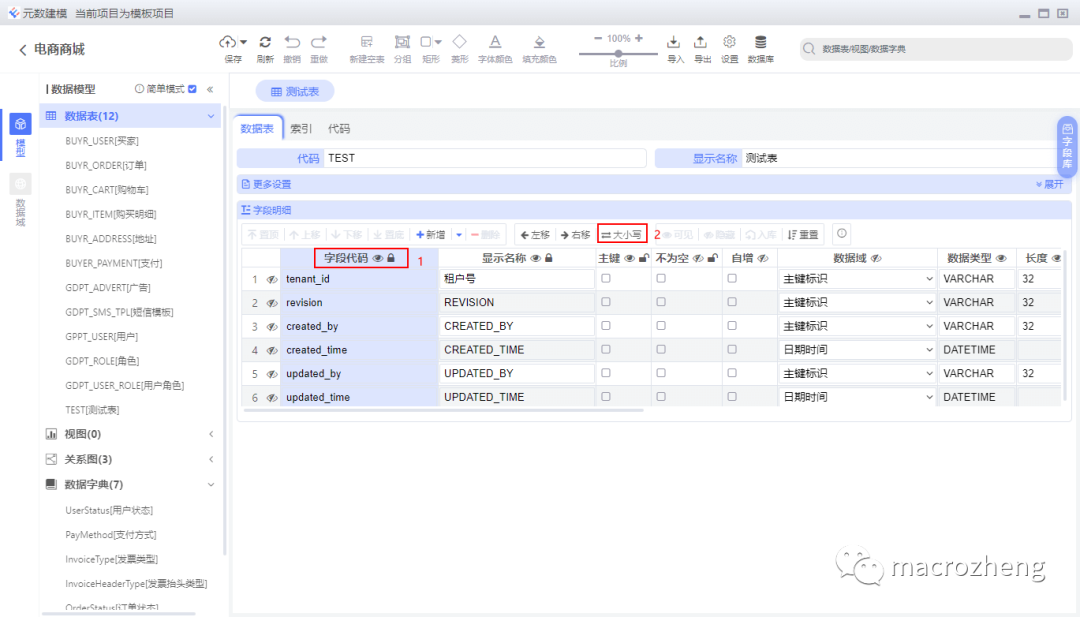 元数建模 当前项目为模板项目
电商商城
保存 刷新 撤销 重做 新建空表 分组 矩形 菱形 字体颜色 填充颜色 100% 比例 导入 导出 设置 数据库
数据表/视图/数据字典
模型
数据域
数据模型 简单模式
数据表(12)
BUYR_USER[买家]
BUYR_ORDER[订单]
BUYR_CART[购物车]
BUYR_ITEM[购买明细]
BUYR_ADDRESS[地址]
BUYER_PAYMENT[支付]
GDPT_ADVERT[广告]
GDPT_SMS_TPL[短信模板]
GPPT_USER[用户]
GDPT_ROLE[角色]
GDPT_USER_ROLE[用户角色]
TEST[测试表]
视图(0)
关系图(3)
数据字典(7)
UserStatus[用户状态]
PayMethod[支付方式]
InvoiceType[发票类型]
InvoiceHeaderType[发票抬头类型]
OrderStatus[订单状态]
测试表
数据表 索引 代码
代码 TEST 显示名称 测试表
更多设置 展开
字段库
字段明细
置顶 上移 下移 置底 新增 删除 左移 右移 大小写 2 可见 隐藏 入库 重置
字段代码 1 显示名称 主键 不为空 自增 数据域 数据类型 长度
1 tenant_id 租户号 主键标识 VARCHAR 32
2 revision REVISION 主键标识 VARCHAR 32
3 created_by CREATED_BY 主键标识 VARCHAR 32
4 created_time CREATED_TIME 日期时间 DATETIME
5 updated_by UPDATED_BY 主键标识 VARCHAR 32
6 updated_time UPDATED_TIME 日期时间 DATETIME
macrozheng